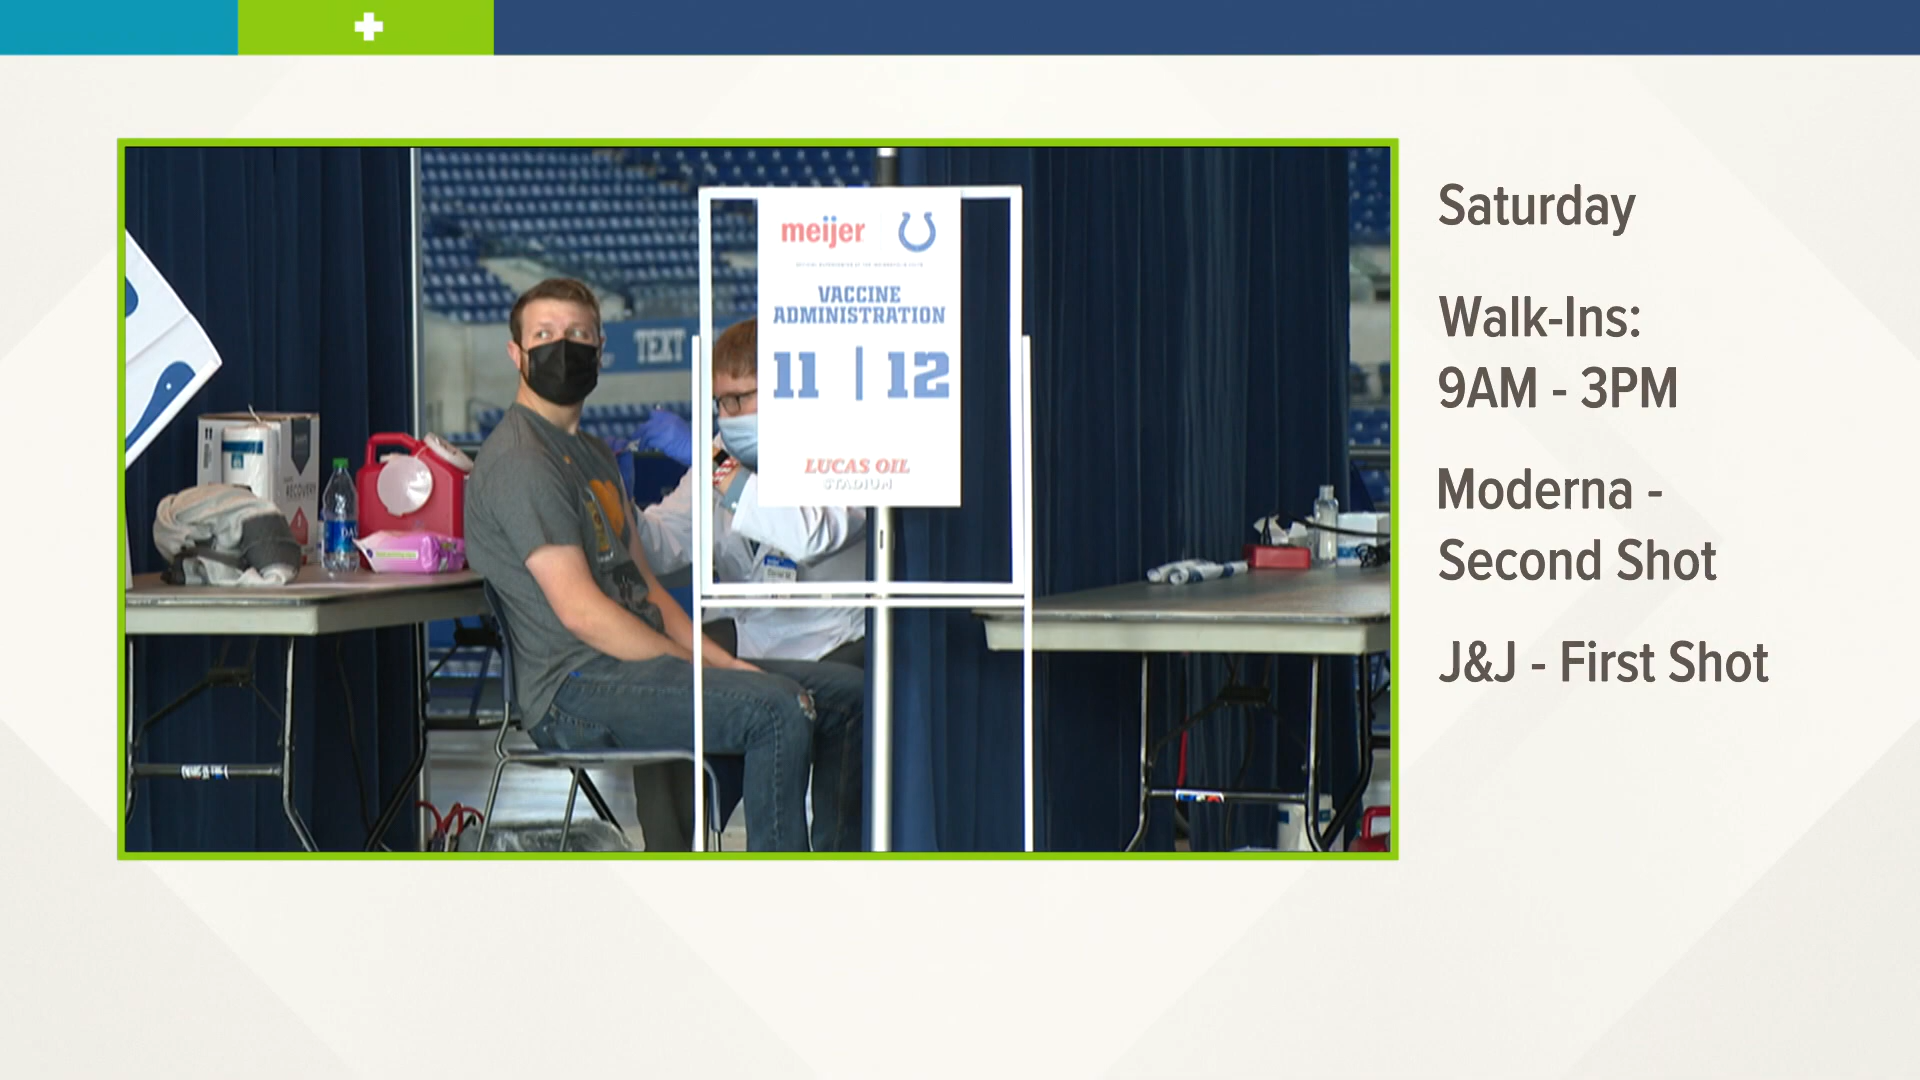 Saturday
Walk-Ins:
9AM - 3PM
Moderna -
Second Shot
J&J - First Shot
meijer
VACCINE
ADMINISTRATION
11 | 12
LUCAS OIL
STADIUM
TEXT